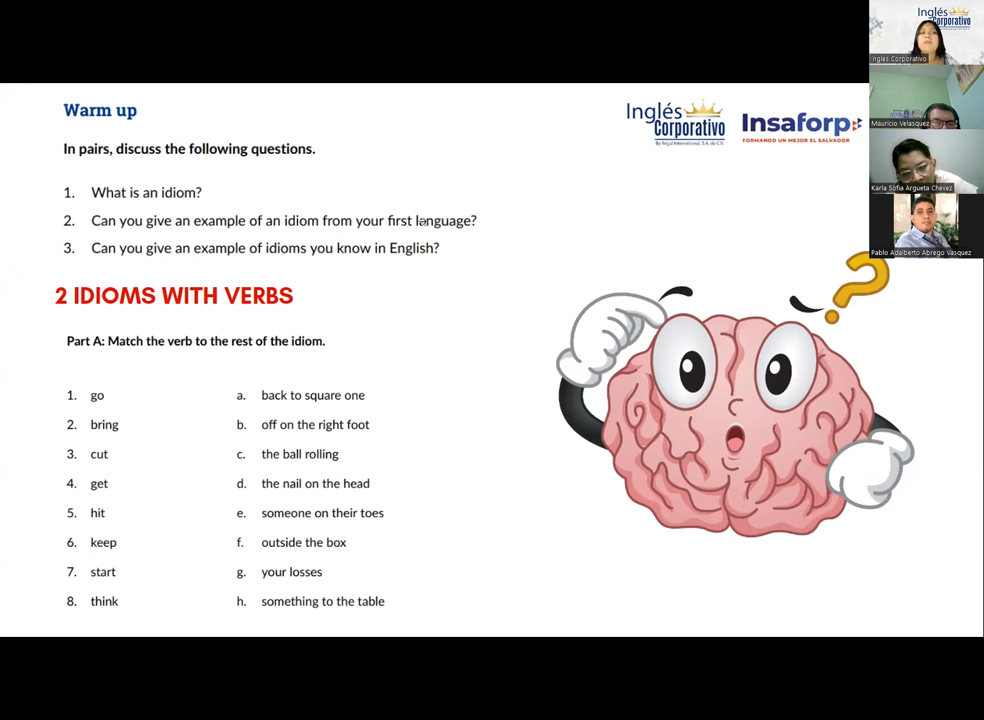 Warm up
In pairs, discuss the following questions.
1. What is an idiom?
2. Can you give an example of an idiom from your first language?
3. Can you give an example of idioms you know in English?
2 IDIOMS WITH VERBS
Part A: Match the verb to the rest of the idiom.
1. go a. back to square one
2. bring b. off on the right foot
3. cut c. the ball rolling
4. get d. the nail on the head
5. hit e. someone on their toes
6. keep f. outside the box
7. start g. your losses
8. think h. something to the table
Inglés
Corporativo
By Regal International, S.A. de C.V.
Insaforp
FORMANDO UN MEJOR EL SALVADOR
Inglés
Corporativo
Ingles Corporativo
Mauricio Velasquez
Karla Sofia Argueta Chevez
Pablo Adalberto Abrego Vasquez
?